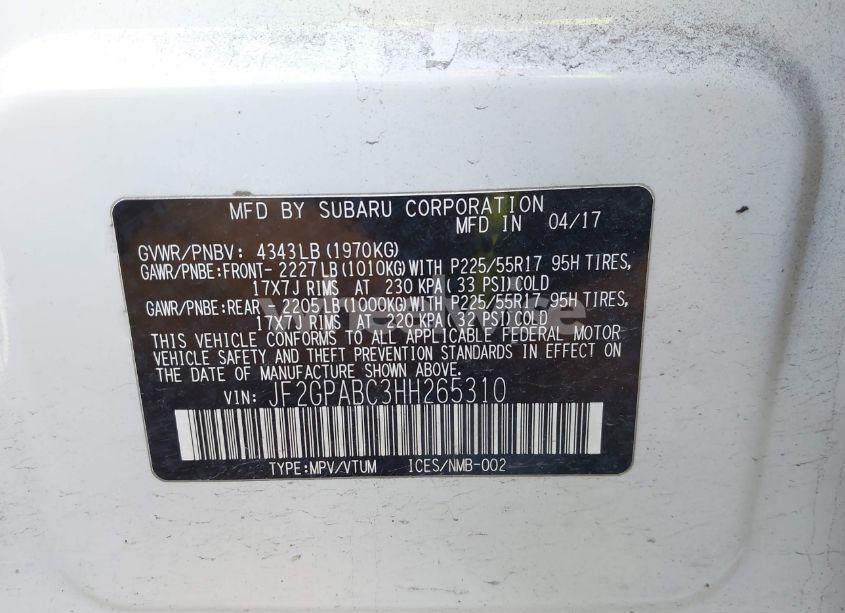 MFD BY SUBARU CORPORATION
MFD IN 04/17
GVWR/PNBV: 4343LB(1970KG)
GAWR/PNBE:FRONT- 2227LB(1010KG)WITH P225/55R17 95H TIRES,
17X7J RIMS AT 230 KPA( 33 PSI)COLD
GAWR/PNBE:REAR - 2205LB(1000KG)WITH P225/55R17 95H TIRES,
17X7J RIMS AT 220 KPA( 32 PSI)COLD
THIS VEHICLE CONFORMS TO ALL APPLICABLE FEDERAL MOTOR
VEHICLE SAFETY AND THEFT PREVENTION STANDARDS IN EFFECT ON
THE DATE OF MANUFACTURE SHOWN ABOVE.
VIN: JF2GPABC3HH265310
TYPE:MPV/VTUM ICES/NMB-002